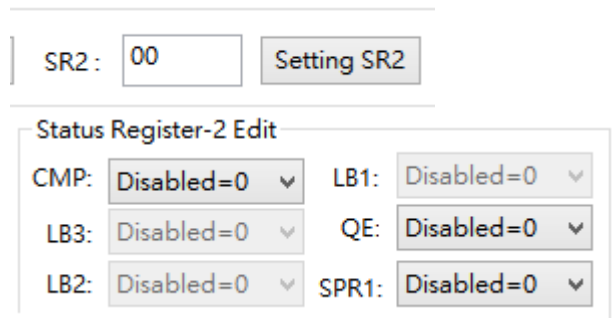 SR2 : 00 Setting SR2
Status Register-2 Edit
CMP: Disabled=0 LB1: Disabled=0
LB3: Disabled=0 QE: Disabled=0
LB2: Disabled=0 SPR1: Disabled=0